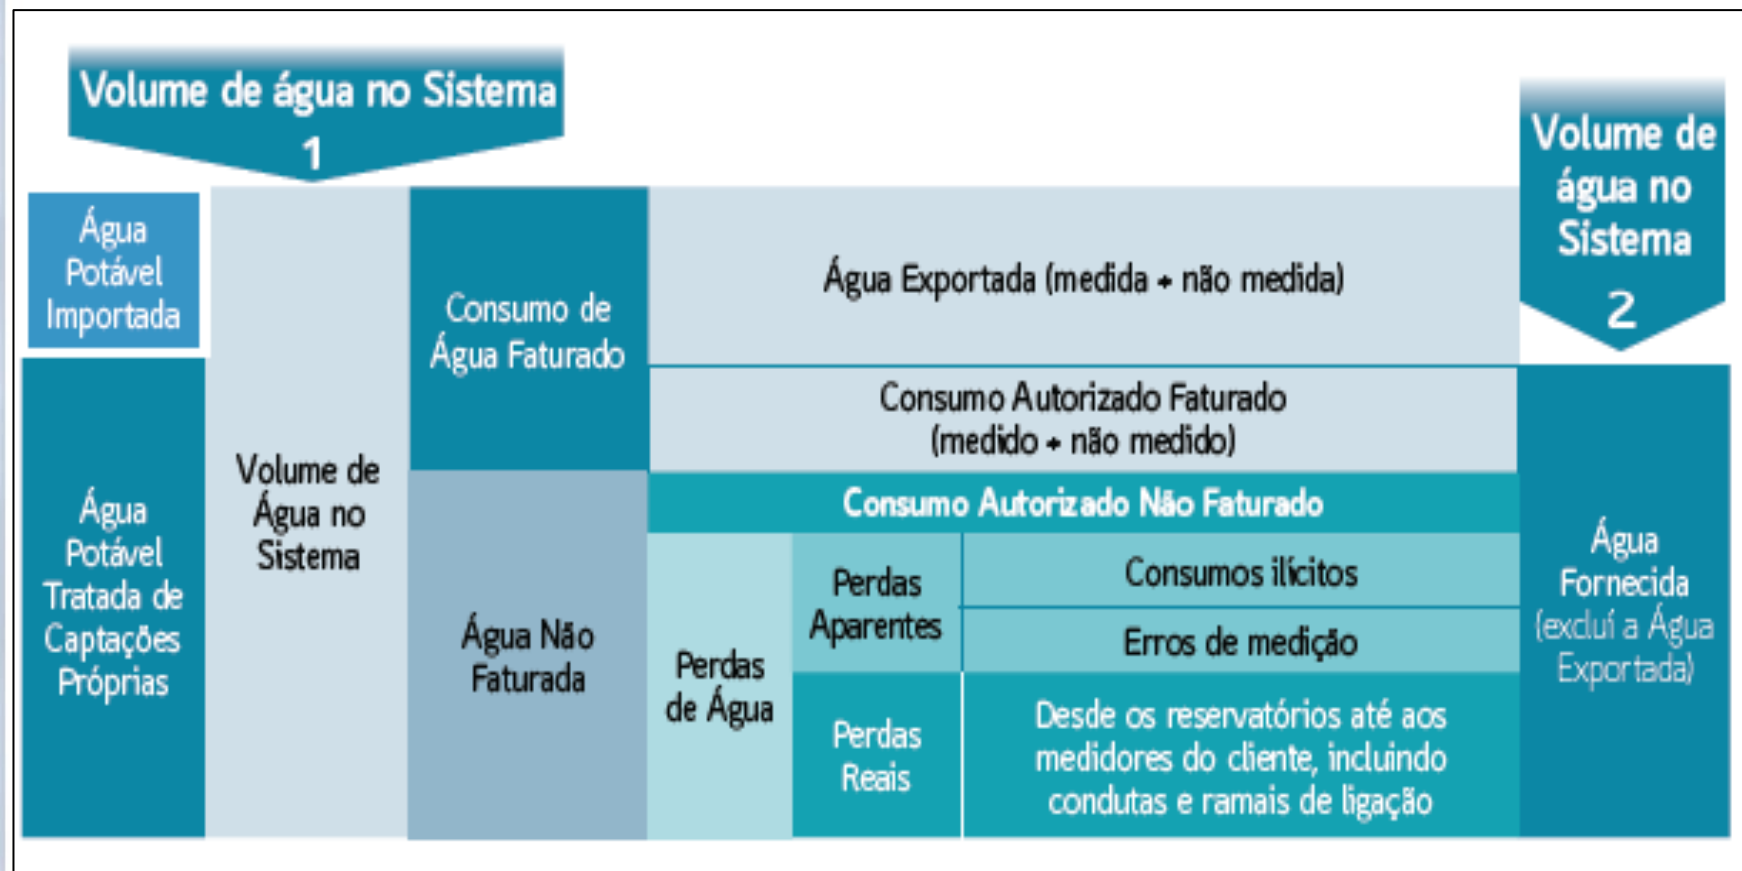 Volume de água no Sistema
1
Volume de
água no
Sistema
2
Água
Potável
Importada
Água
Potável
Tratada de
Captações
Próprias
Volume de
Água no
Sistema
Consumo de
Água Faturado
Água Não
Faturada
Água Exportada (medida + não medida)
Consumo Autorizado Faturado
(medido + não medido)
Consumo Autorizado Não Faturado
Perdas
de Água
Perdas
Aparentes
Consumos ilícitos
Erros de medição
Perdas
Reais
Desde os reservatórios até aos
medidores do cliente, incluindo
condutas e ramais de ligação
Água
Fornecida
(excluí a Água
Exportada)